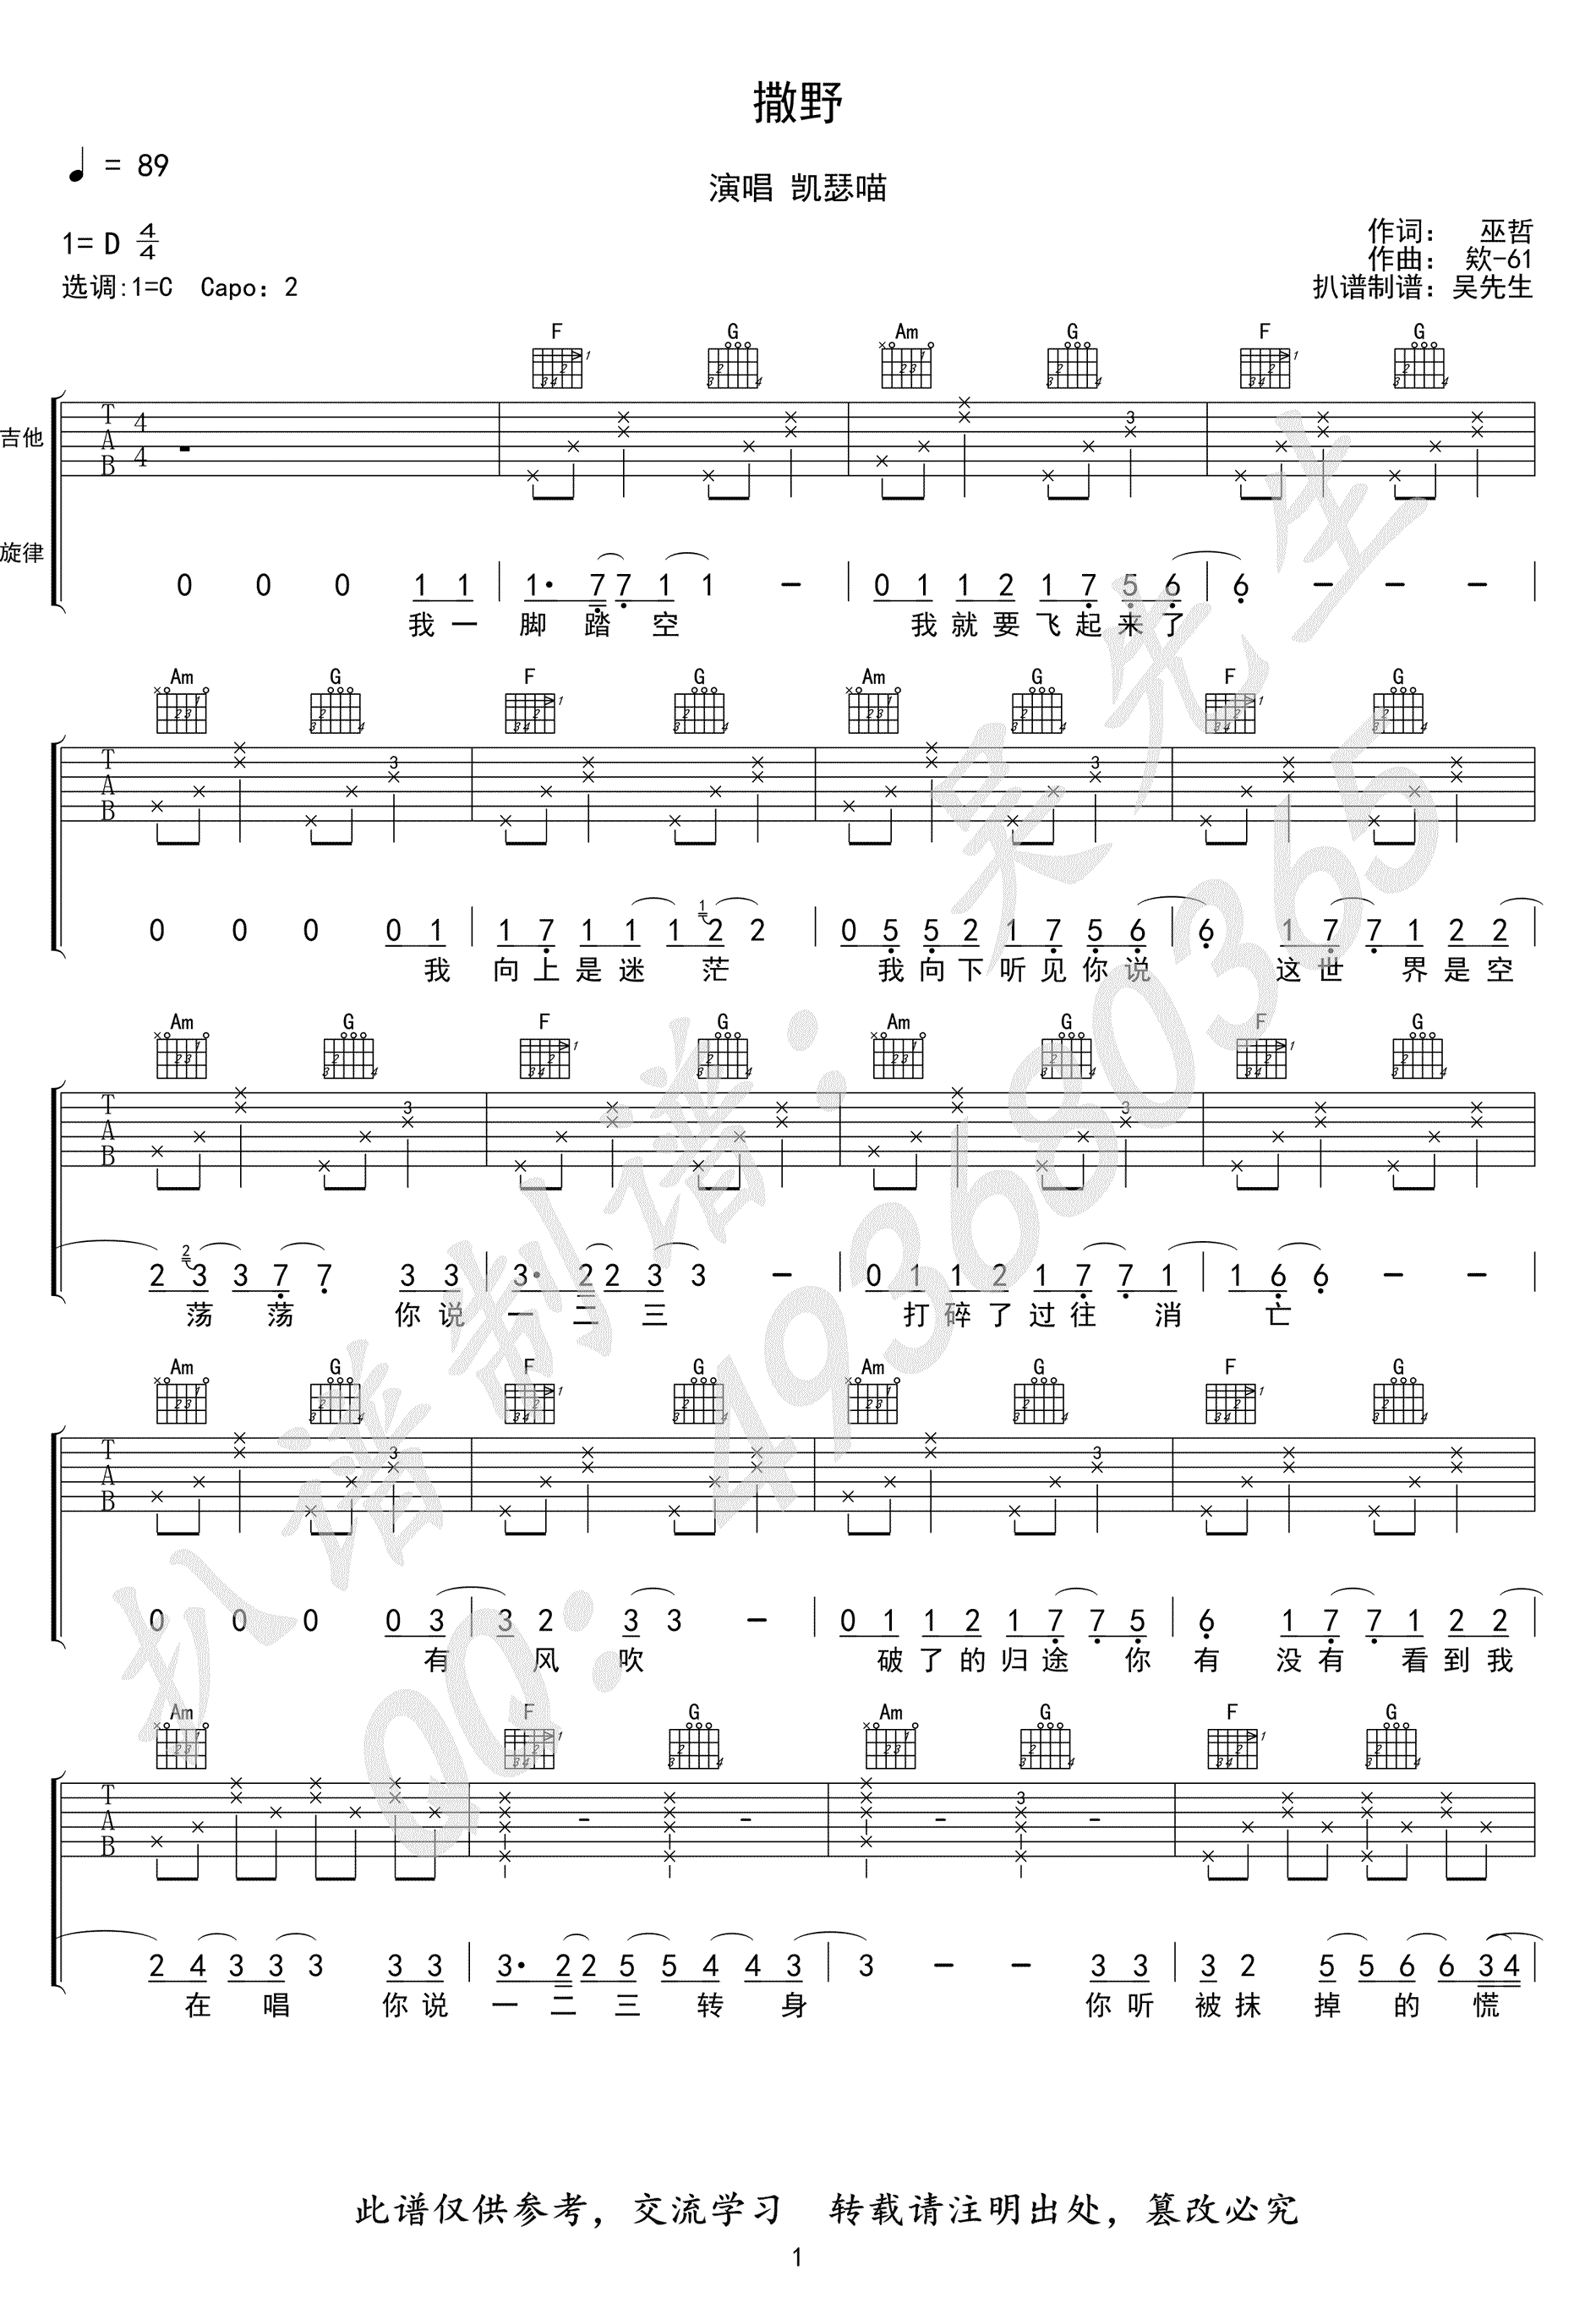 撒野
♩ = 89
演唱 凯瑟喵
1= D 4/4
作词： 巫哲
作曲： 欸-61
选调:1=C Capo：2
扒谱制谱：吴先生
F G Am G F G
吉他
T A B 4 4
3
旋律
0 0 0 1 1 1· 7 7 1 1 − 0 1 1 2 1 7 5 6 6 − − −
我一 脚 踏 空 我就要飞起来了
Am G F G Am G F G
T A B
3 3
0 0 0 0 1 1 7 1 1 1 1 2 2 0 5 5 2 1 7 5 6 6 1 7 7 1 2 2
我 向上是迷 茫 我向下听见你说 这世 界是空
Am G F G Am G F G
T A B
3 3
2 2 3 3 7 7 3 3 3· 2 2 3 3 − 0 1 1 2 1 7 7 1 1 6 6 − −
荡 荡 你说 一 二 三 打碎了过往 消 亡
Am G F G Am G F G
T A B
3 3
0 0 0 0 3 3 2 3 3 − 0 1 1 2 1 7 7 5 6 1 7 7 1 2 2
有 风 吹 破了的归途 你 有 没有 看到我
Am F G Am G F G
T A B
3
2 4 3 3 3 3 3 3· 2 2 5 5 4 4 3 3 − − 3 3 3 2 5 5 6 6 3 4
在 唱 你说 一 二 三 转 身 你听 被抹 掉 的 慌
扒谱制谱：吴先生
QQ：493680365
此谱仅供参考，交流学习 转载请注明出处，篡改必究
1